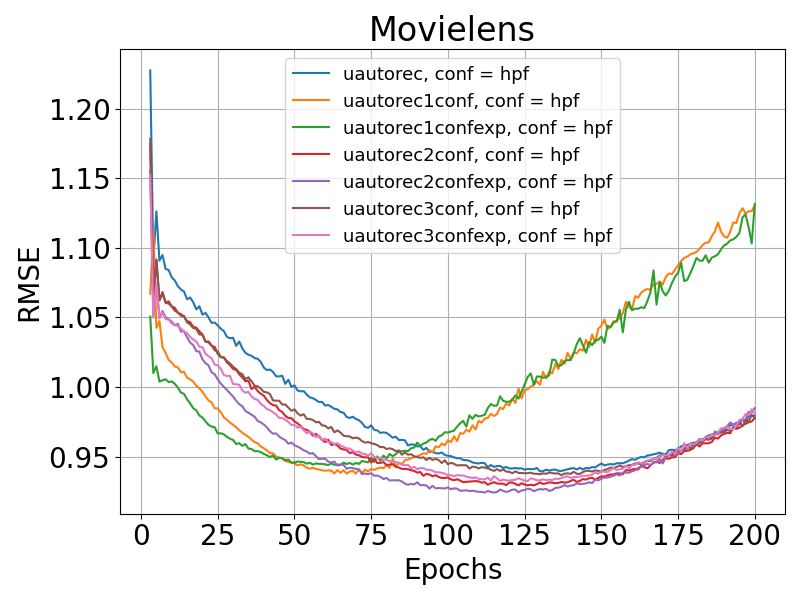 Movielens
uautorec, conf = hpf
uautorec1conf, conf = hpf
uautorec1confexp, conf = hpf
uautorec2conf, conf = hpf
uautorec2confexp, conf = hpf
uautorec3conf, conf = hpf
uautorec3confexp, conf = hpf
RMSE
1.20
1.15
1.10
1.05
1.00
0.95
0 25 50 75 100 125 150 175 200
Epochs